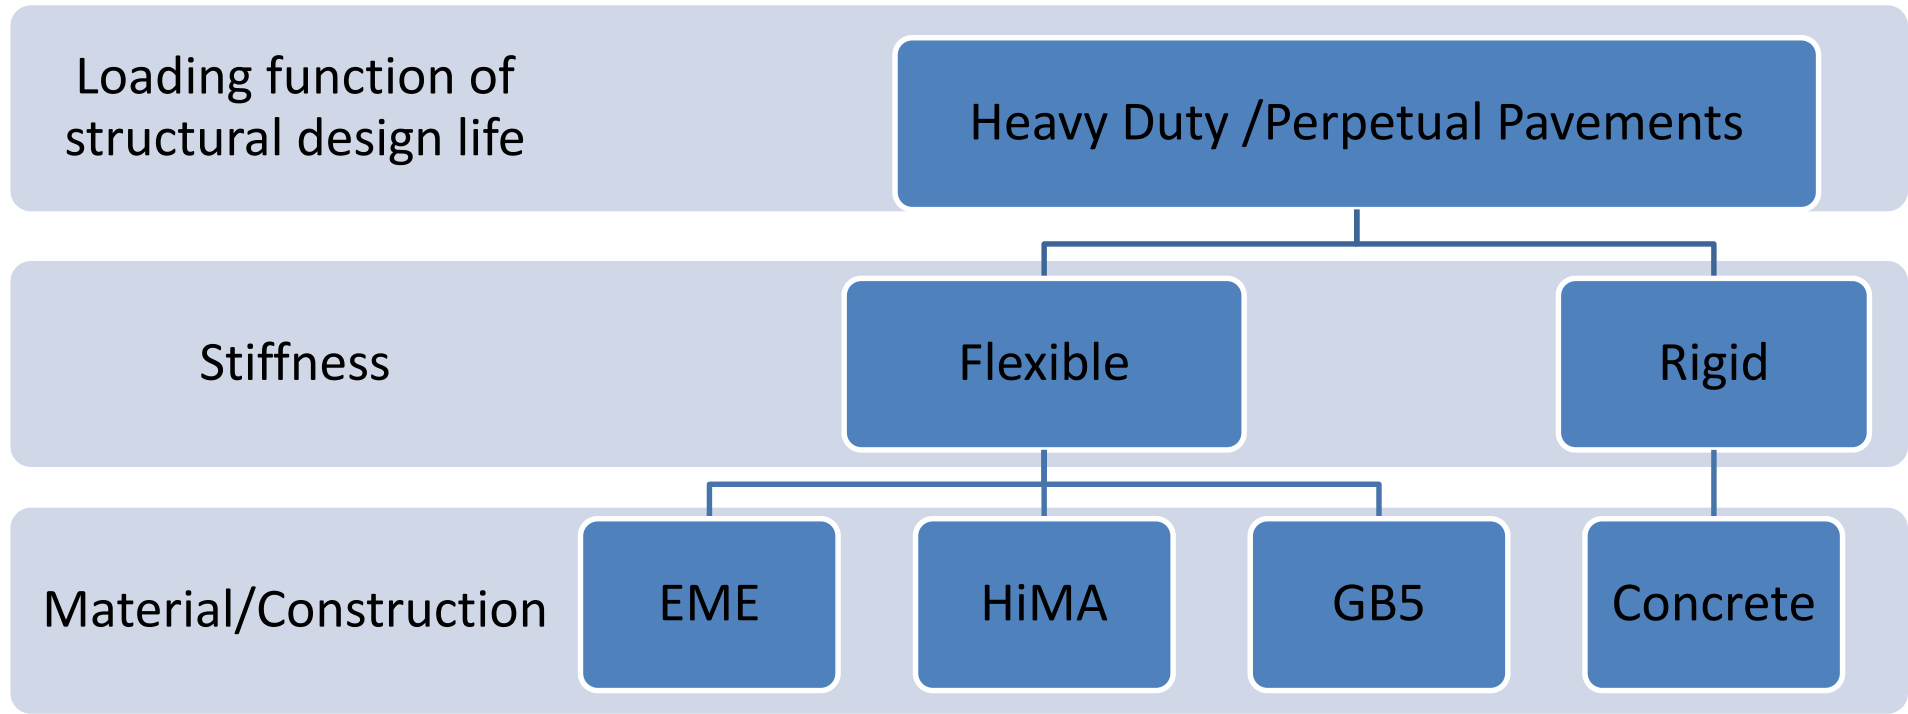 Loading function of
structural design life
Heavy Duty /Perpetual Pavements
Stiffness
Flexible
Rigid
Material/Construction
EME
HiMA
GB5
Concrete